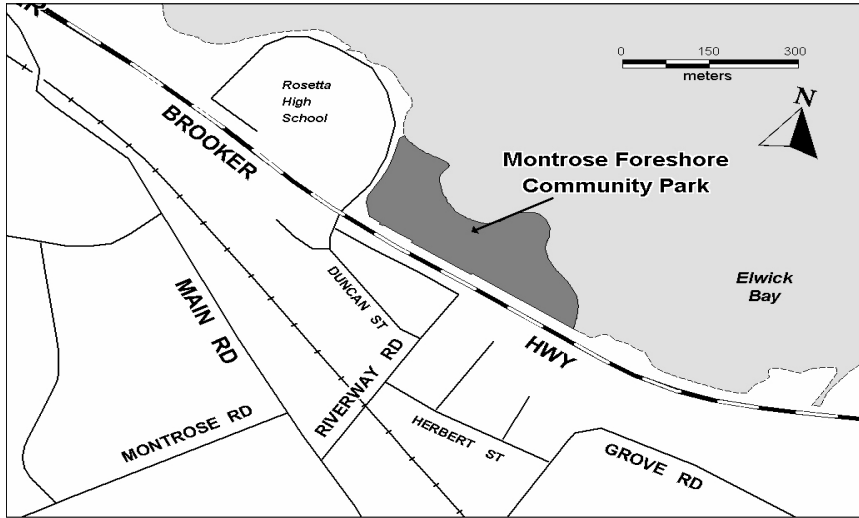 0 150 300
meters
N
Rosetta
High
School
BROOKER
Montrose Foreshore
Community Park
Elwick
Bay
DUNCAN ST
MAIN RD
HWY
RIVERWAY RD
MONTROSE RD
HERBERT ST
GROVE RD